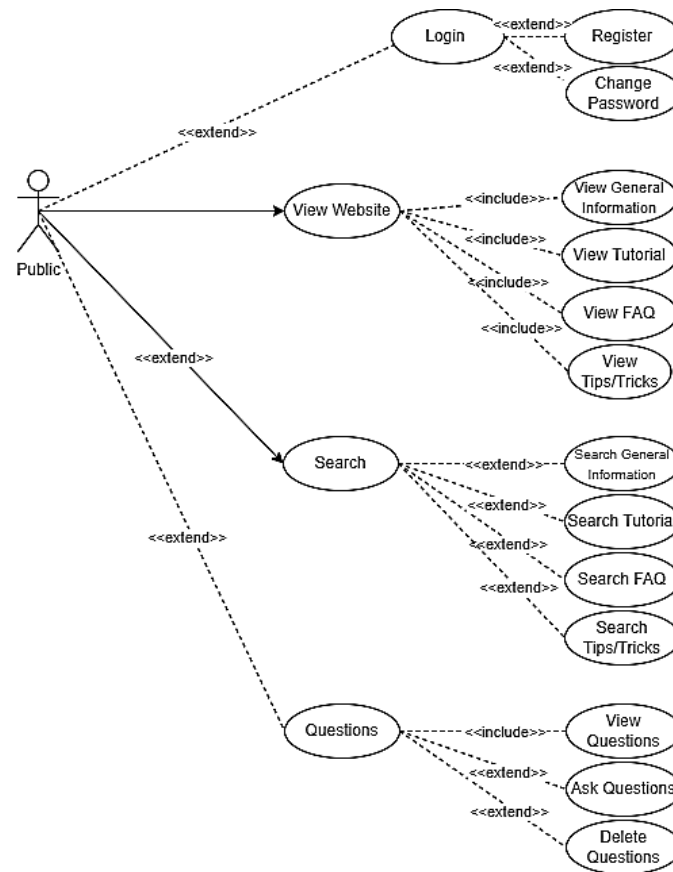 Login
<<extend>>
Register
<<extend>>
Change
Password
<<extend>>
Public
View Website
<<include>>
View General
Information
<<include>>
View Tutorial
<<include>>
View FAQ
<<include>>
View
Tips/Tricks
<<extend>>
Search
<<extend>>
Search General
Information
<<extend>>
Search Tutorial
<<extend>>
Search FAQ
<<extend>>
Search
Tips/Tricks
<<extend>>
Questions
<<include>>
View
Questions
<<extend>>
Ask Questions
<<extend>>
Delete
Questions